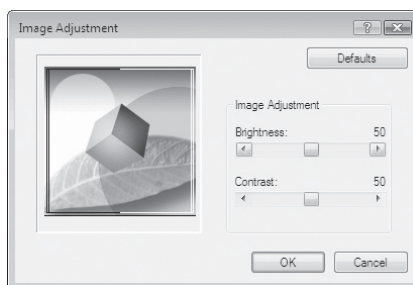 Image Adjustment
Defaults
Image Adjustment
Brightness: 50
Contrast: 50
OK Cancel